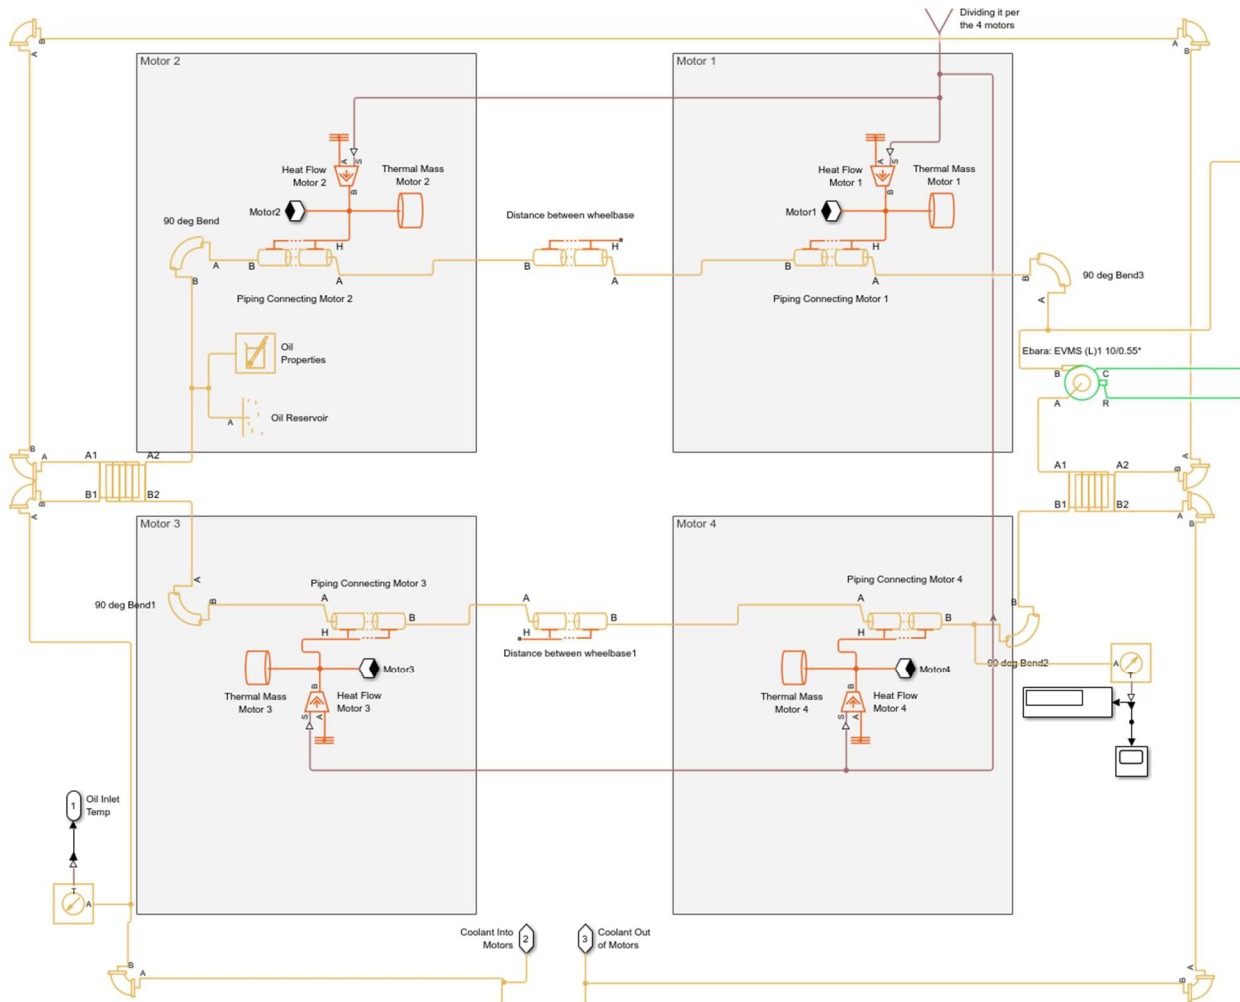 Dividing it per
the 4 motors
B
A
A
B
Motor 2
Motor 1
A
S
Heat Flow
Motor 2
B
Thermal Mass
Motor 2
Motor2
90 deg Bend
A
B
B
H
A
Piping Connecting Motor 2
Distance between wheelbase
B
H
A
A
S
Heat Flow
Motor 1
B
Thermal Mass
Motor 1
Motor1
B
H
A
Piping Connecting Motor 1
B
A
90 deg Bend3
Oil
Properties
A
Oil Reservoir
Ebara: EVMS (L)1 10/0.55*
B
C
A
R
B
A
A1
A2
B1
B2
B
A
A1
A2
B1
B2
A
B
A
B
Motor 3
Motor 4
A
90 deg Bend1
B
Piping Connecting Motor 3
A
B
H
Motor3
Thermal Mass
Motor 3
B
Heat Flow
Motor 3
S
A
A
B
H
Distance between wheelbase1
Piping Connecting Motor 4
A
B
H
Motor4
Thermal Mass
Motor 4
B
Heat Flow
Motor 4
S
A
B
A
90 deg Bend2
A
T
1
Oil Inlet
Temp
T
A
Coolant Into
Motors
2
3
Coolant Out
of Motors
B
A
A
B